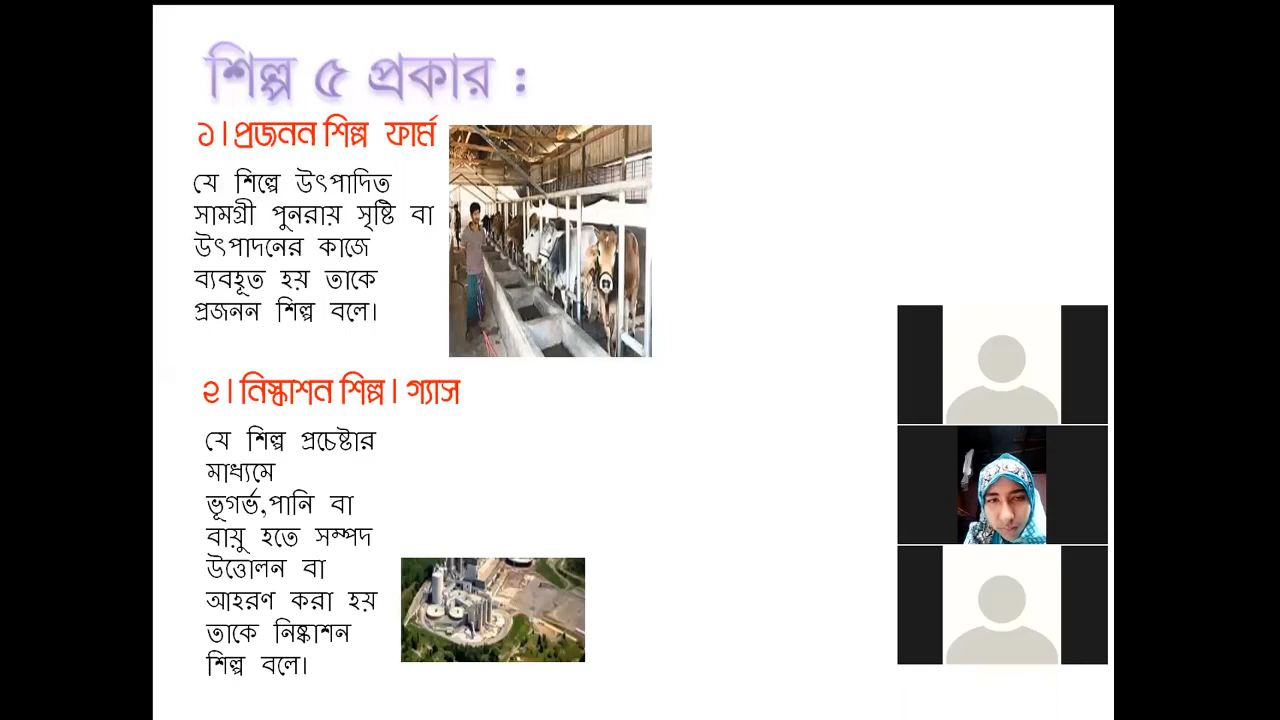 শিল্প ৫ প্রকার :
১। প্রজনন শিল্প ফার্ম
যে শিল্পে উৎপাদিত
সামগ্রী পুনরায় সৃষ্টি বা
উৎপাদনের কাজে
ব্যবহূত হয় তাকে
প্রজনন শিল্প বলে।
২। নিস্কাশন শিল্প। গ্যাস
যে শিল্প প্রচেষ্টার
মাধ্যমে
ভূগর্ভ,পানি বা
বায়ু হতে সম্পদ
উত্তোলন বা
আহরণ করা হয়
তাকে নিষ্কাশন
শিল্প বলে।